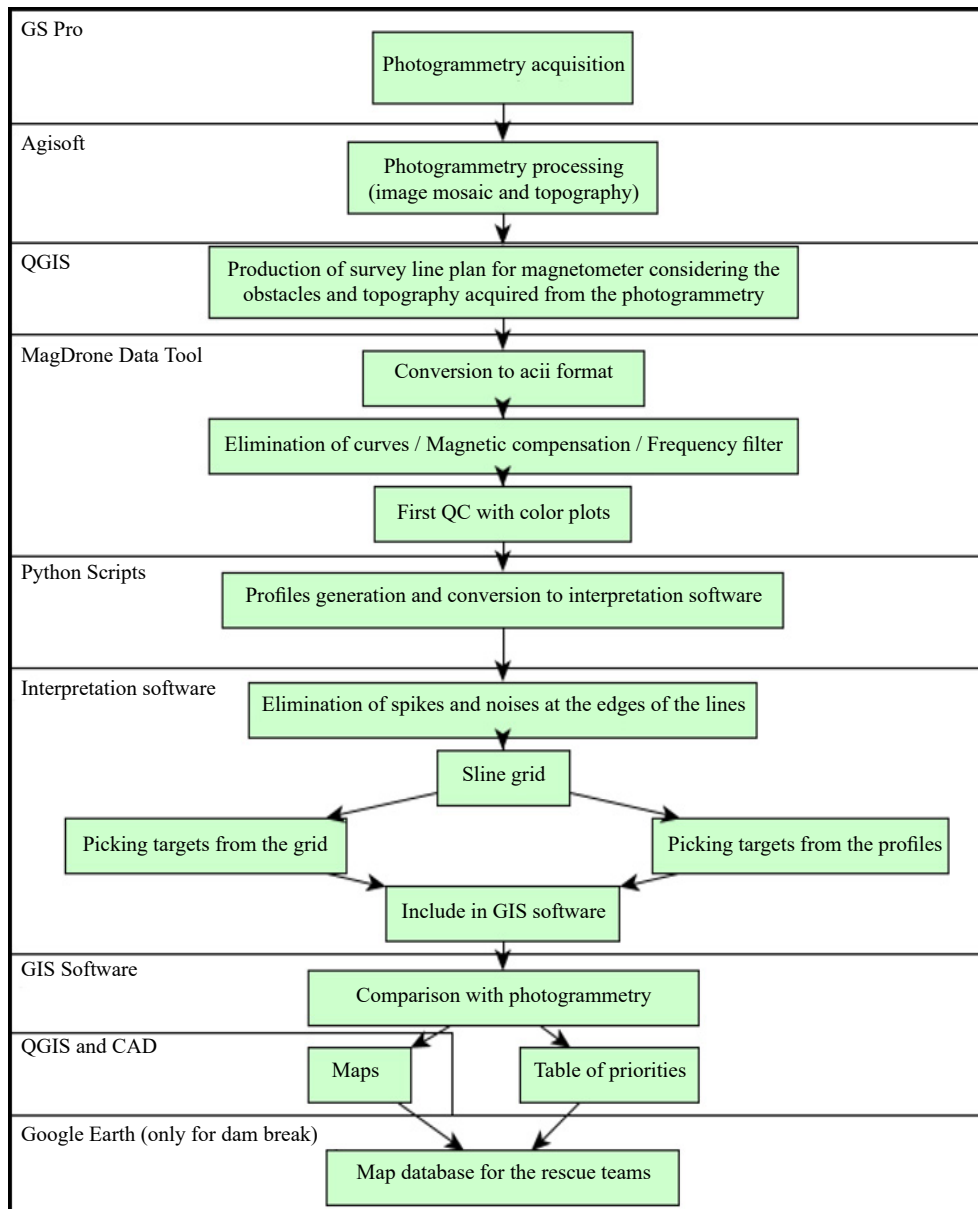 GS Pro
Photogrammetry acquisition
Agisoft
Photogrammetry processing
(image mosaic and topography)
QGIS
Production of survey line plan for magnetometer considering the
obstacles and topography acquired from the photogrammetry
MagDrone Data Tool
Conversion to acii format
Elimination of curves / Magnetic compensation / Frequency filter
First QC with color plots
Python Scripts
Profiles generation and conversion to interpretation software
Interpretation software
Elimination of spikes and noises at the edges of the lines
Sline grid
Picking targets from the grid
Picking targets from the profiles
Include in GIS software
GIS Software
Comparison with photogrammetry
QGIS and CAD
Maps
Table of priorities
Google Earth (only for dam break)
Map database for the rescue teams